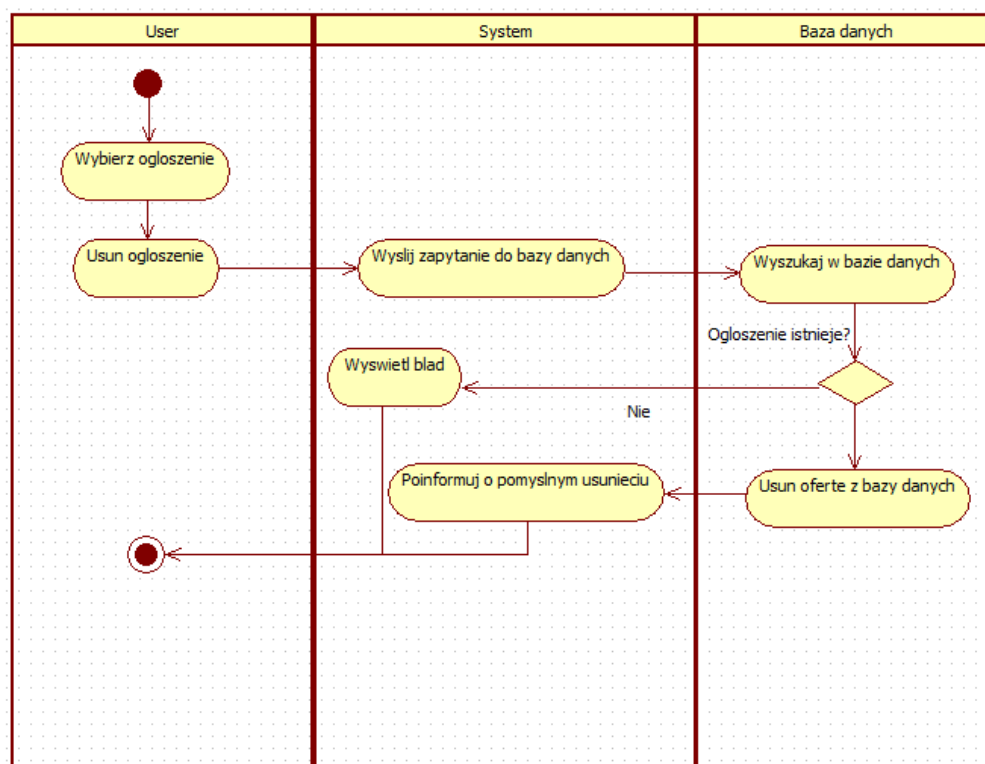 User
System
Baza danych
Wybierz ogloszenie
Usun ogloszenie
Wyslij zapytanie do bazy danych
Wyszukaj w bazie danych
Ogloszenie istnieje?
Wyswietl blad
Nie
Poinformuj o pomyslnym usunieciu
Usun oferte z bazy danych